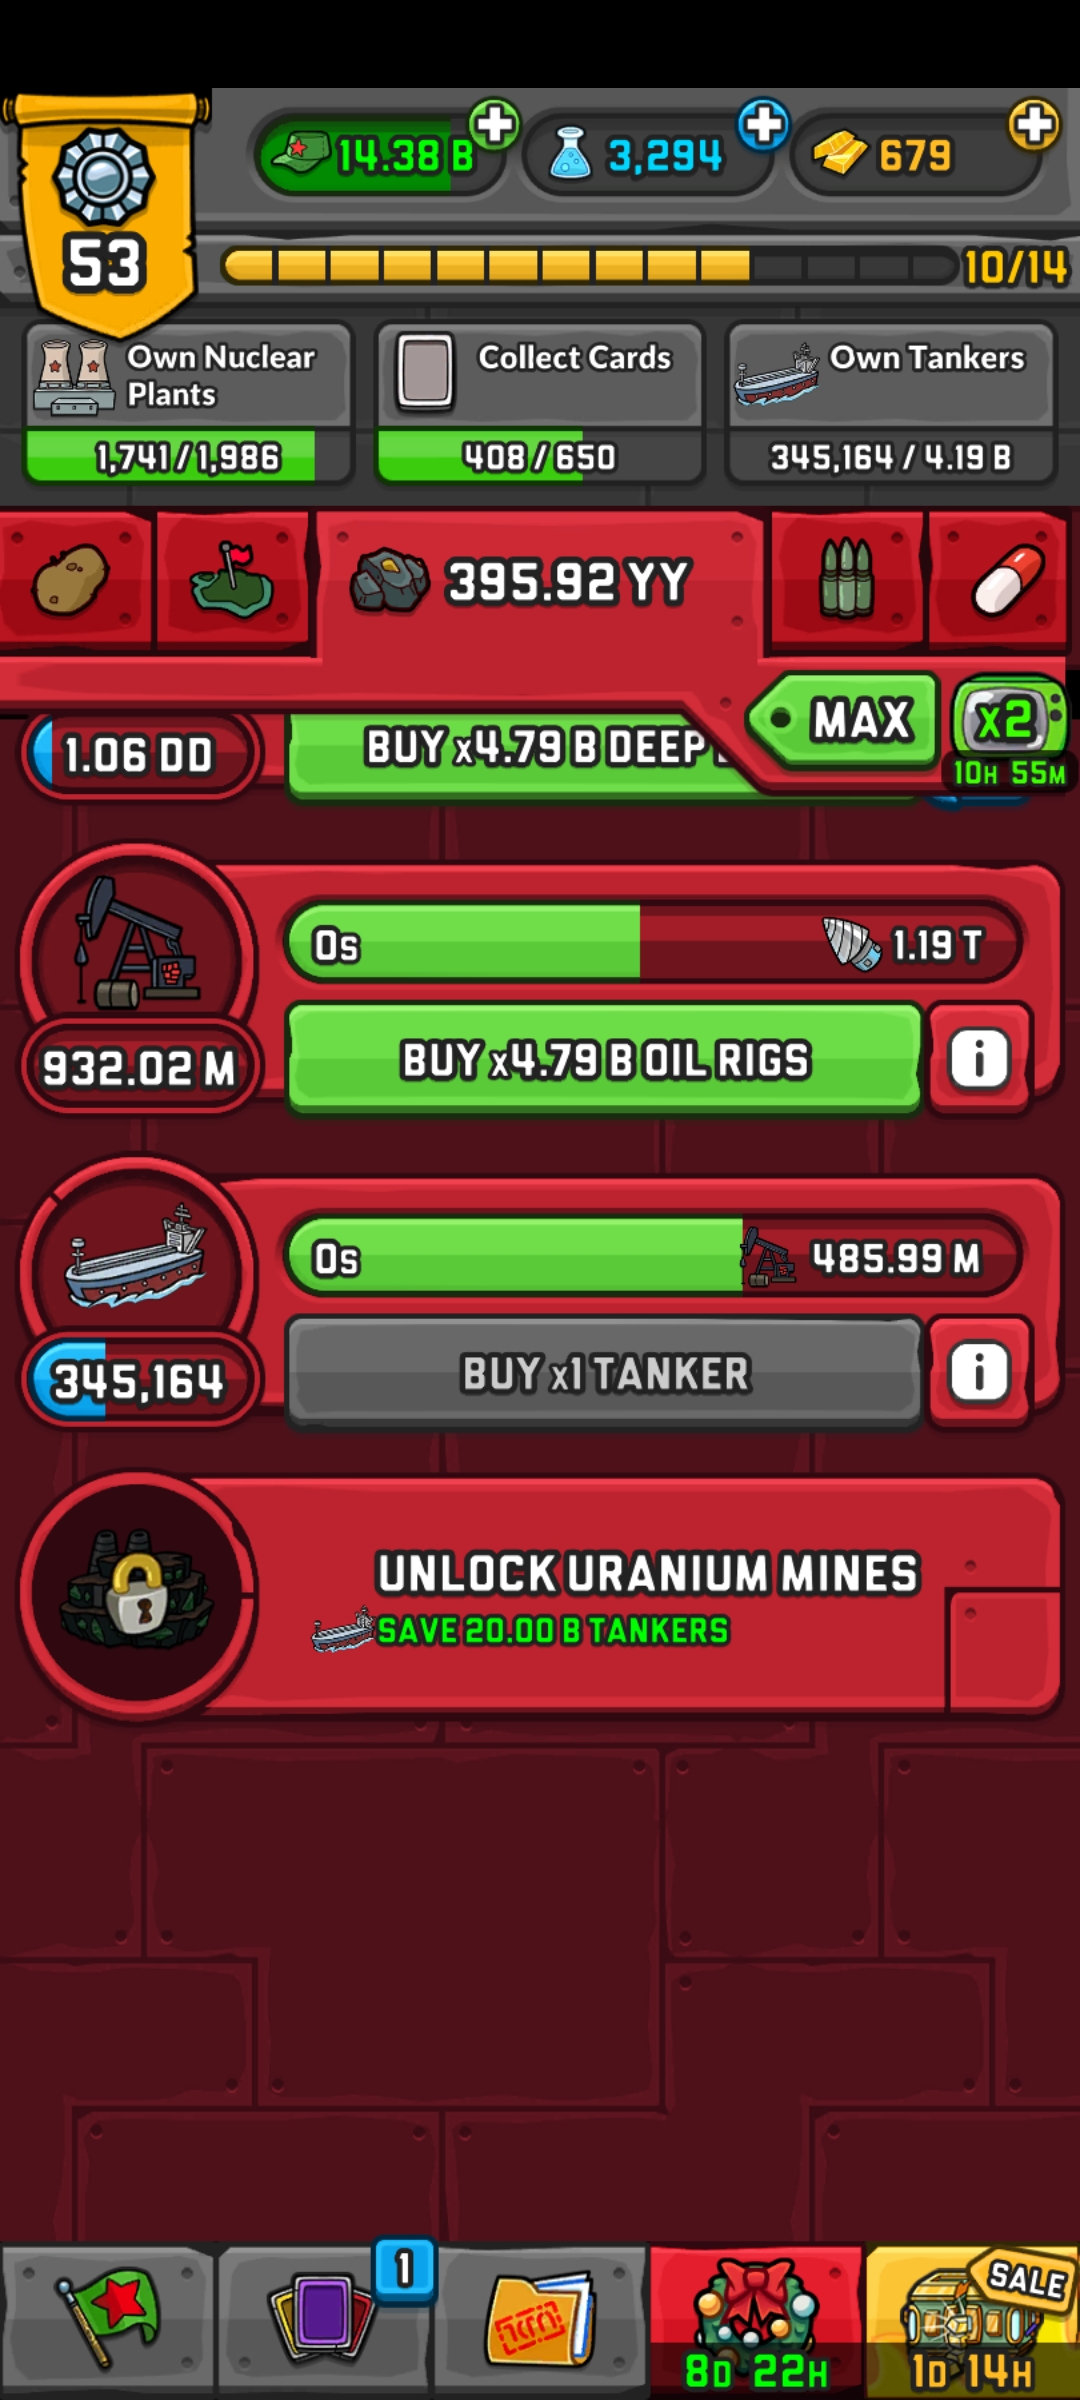 14.38 B
3,294
679
53
10/14
Own Nuclear
Plants
1,741/1,986
Collect Cards
408/650
Own Tankers
345,164 / 4.19 B
395.92 YY
MAX
x2
10H 55M
1.06 DD
BUY x4.79 B DEEP
0s
1.19 T
932.02 M
BUY x4.79 B OIL RIGS
i
0s
485.99 M
345,164
BUY x1 TANKER
i
UNLOCK URANIUM MINES
SAVE 20.00 B TANKERS
1
SALE
8D 22H
1D 14H